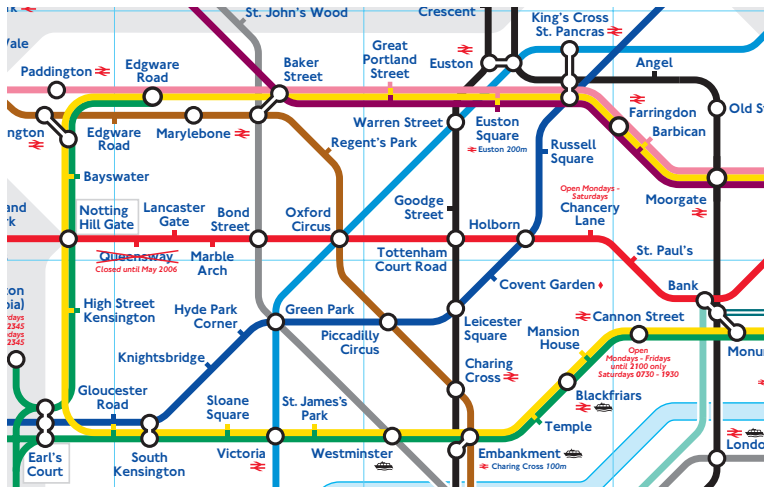 St. John's Wood
Crescent
King's Cross
St. Pancras
Vale
Paddington
Edgware
Road
Baker
Street
Great
Portland
Street
Euston
Angel
ngton
Edgware
Road
Marylebone
Regent's Park
Warren Street
Euston
Square
Euston 200m
Russell
Square
Farringdon
Barbican
Old S
Bayswater
Moorgate
and
rk
Notting
Hill Gate
Lancaster
Gate
Bond
Street
Oxford
Circus
Goodge
Street
Holborn
Open Mondays -
Saturdays
Chancery
Lane
St. Paul's
Queensway
Closed until May 2006
Marble
Arch
Tottenham
Court Road
Covent Garden
Bank
on
pia)
days
2345
days
2345
High Street
Kensington
Hyde Park
Corner
Green Park
Piccadilly
Circus
Leicester
Square
Cannon Street
Mansion
House
Open
Mondays - Fridays
until 2100 only
Saturdays 0730 - 1930
Monu
Knightsbridge
Charing
Cross
Gloucester
Road
Sloane
Square
St. James's
Park
Blackfriars
Temple
Earl's
Court
South
Kensington
Victoria
Westminster
Embankment
Charing Cross 100m
Londo